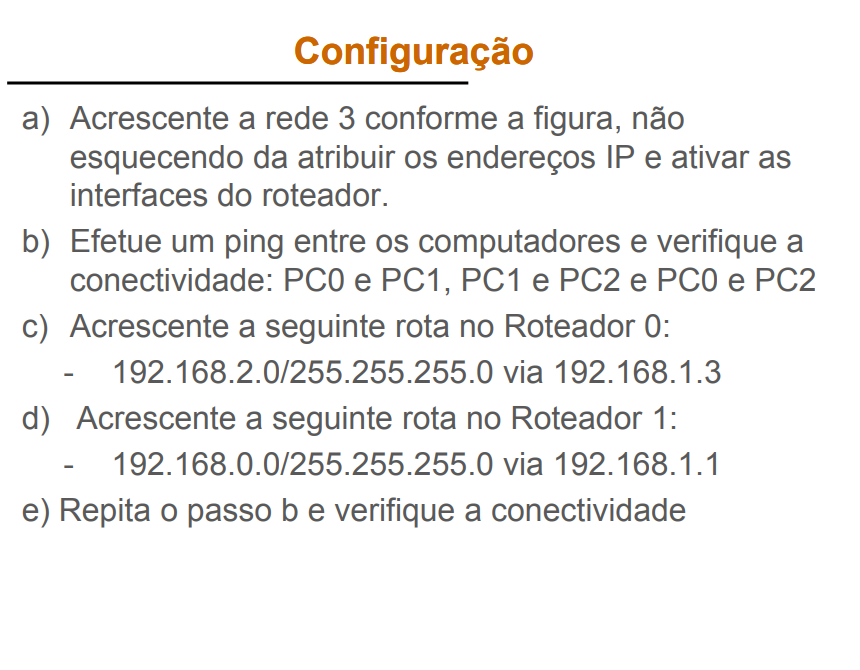 Configuração
a) Acrescente a rede 3 conforme a figura, não
esquecendo da atribuir os endereços IP e ativar as
interfaces do roteador.
b) Efetue um ping entre os computadores e verifique a
conectividade: PC0 e PC1, PC1 e PC2 e PC0 e PC2
c) Acrescente a seguinte rota no Roteador 0:
- 192.168.2.0/255.255.255.0 via 192.168.1.3
d) Acrescente a seguinte rota no Roteador 1:
- 192.168.0.0/255.255.255.0 via 192.168.1.1
e) Repita o passo b e verifique a conectividade